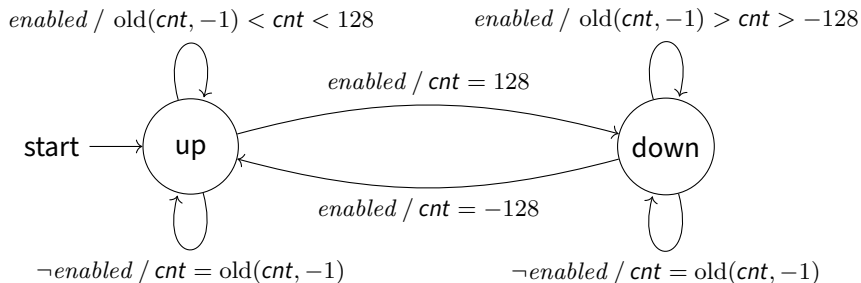 enabled / old(cnt, −1) < cnt < 128
enabled / old(cnt, −1) > cnt > −128
enabled / cnt = 128
start
up
down
enabled / cnt = −128
¬enabled / cnt = old(cnt, −1)
¬enabled / cnt = old(cnt, −1)